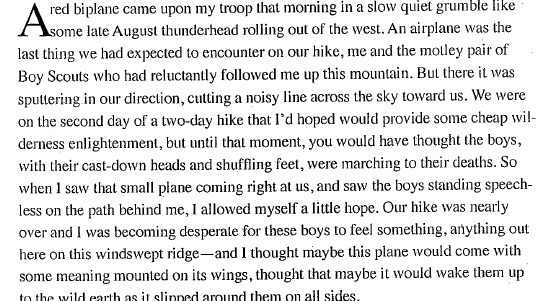 A red biplane came upon my troop that morning in a slow quiet grumble like
some late August thunderhead rolling out of the west. An airplane was the
last thing we had expected to encounter on our hike, me and the motley pair of
Boy Scouts who had reluctantly followed me up this mountain. But there it was
sputtering in our direction, cutting a noisy line across the sky toward us. We were
on the second day of a two-day hike that I'd hoped would provide some cheap wil-
derness enlightenment, but until that moment, you would have thought the boys,
with their cast-down heads and shuffling feet, were marching to their deaths. So
when I saw that small plane coming right at us, and saw the boys standing speech-
less on the path behind me, I allowed myself a little hope. Our hike was nearly
over and I was becoming desperate for these boys to feel something, anything out
here on this windswept ridge—and I thought maybe this plane would come with
some meaning mounted on its wings, thought that maybe it would wake them up
to the wild earth as it slipped around them on all sides.